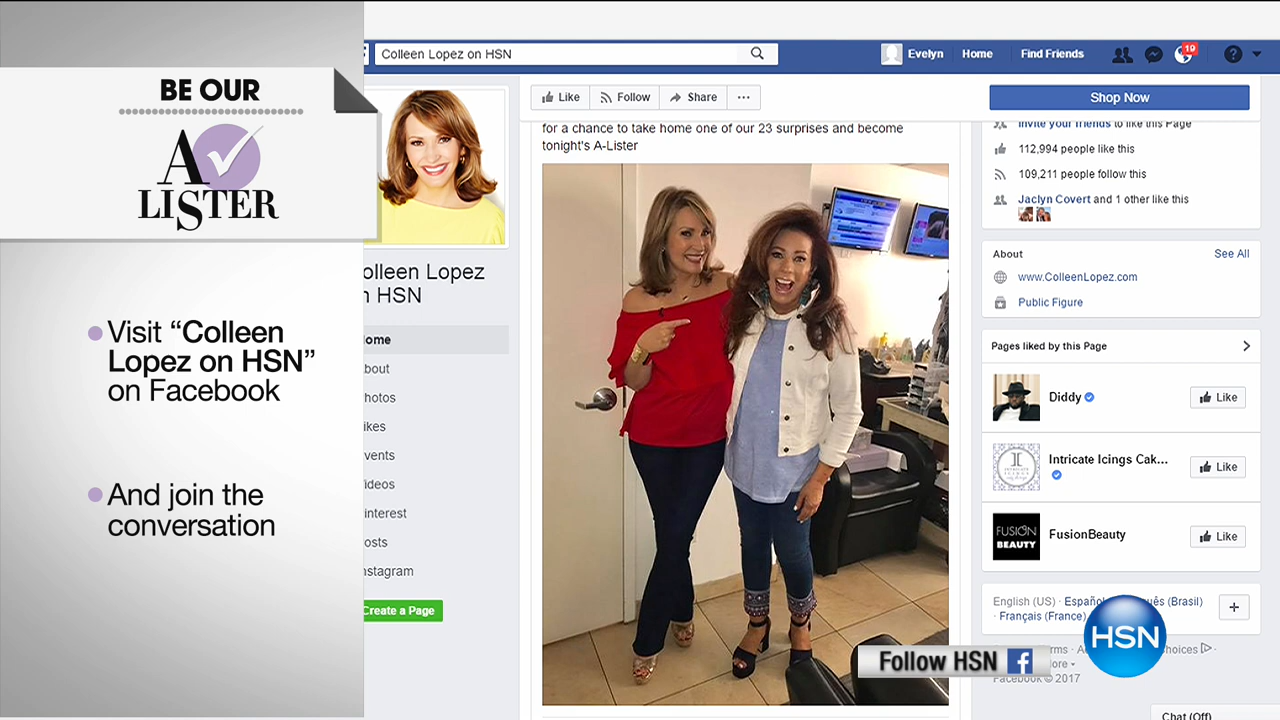 BE OUR
A
LISTER
Visit “Colleen
Lopez on HSN”
on Facebook
And join the
conversation
Colleen Lopez on HSN
Evelyn
Home
Find Friends
19
?
Like
Follow
Share
...
Shop Now
olleen Lopez
n HSN
ome
bout
hotos
ikes
vents
ideos
interest
osts
nstagram
Create a Page
for a chance to take home one of our 23 surprises and become
tonight's A-Lister
Invite your friends to like this Page
112,994 people like this
109,211 people follow this
Jaclyn Covert and 1 other like this
About
See All
www.ColleenLopez.com
Public Figure
Pages liked by this Page
Diddy
Like
Intricate Icings Cak...
Like
FUSION
BEAUTY
FusionBeauty
Like
English (US) · Español
(Brasil)
· Français (France)
+
Facebook © 2017
Follow HSN f
HSN
Chat (Off)